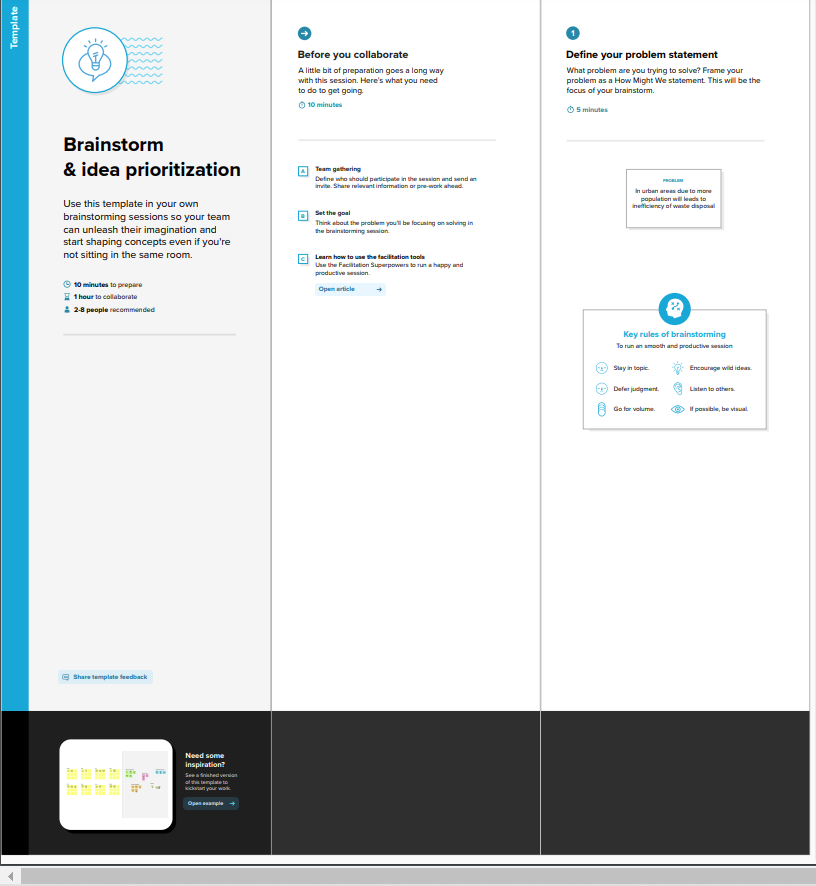 Template
Brainstorm
& idea prioritization
Use this template in your own
brainstorming sessions so your team
can unleash their imagination and
start shaping concepts even if you're
not sitting in the same room.
10 minutes to prepare
1 hour to collaborate
2-8 people recommended
Share template feedback
Need some
inspiration?
See a finished version
of this template to
kickstart your work.
Open example
Before you collaborate
A little bit of preparation goes a long way
with this session. Here's what you need
to do to get going.
10 minutes
A
Team gathering
Define who should participate in the session and send an
invite. Share relevant information or pre-work ahead.
B
Set the goal
Think about the problem you'll be focusing on solving in
the brainstorming session.
C
Learn how to use the facilitation tools
Use the Facilitation Superpowers to run a happy and
productive session.
Open article
1
Define your problem statement
What problem are you trying to solve? Frame your
problem as a How Might We statement. This will be the
focus of your brainstorm.
5 minutes
PROBLEM
In urban areas due to more
population will leads to
inefficiency of waste disposal
Key rules of brainstorming
To run an smooth and productive session
Stay in topic.
Encourage wild ideas.
Defer judgment.
Listen to others.
Go for volume.
If possible, be visual.